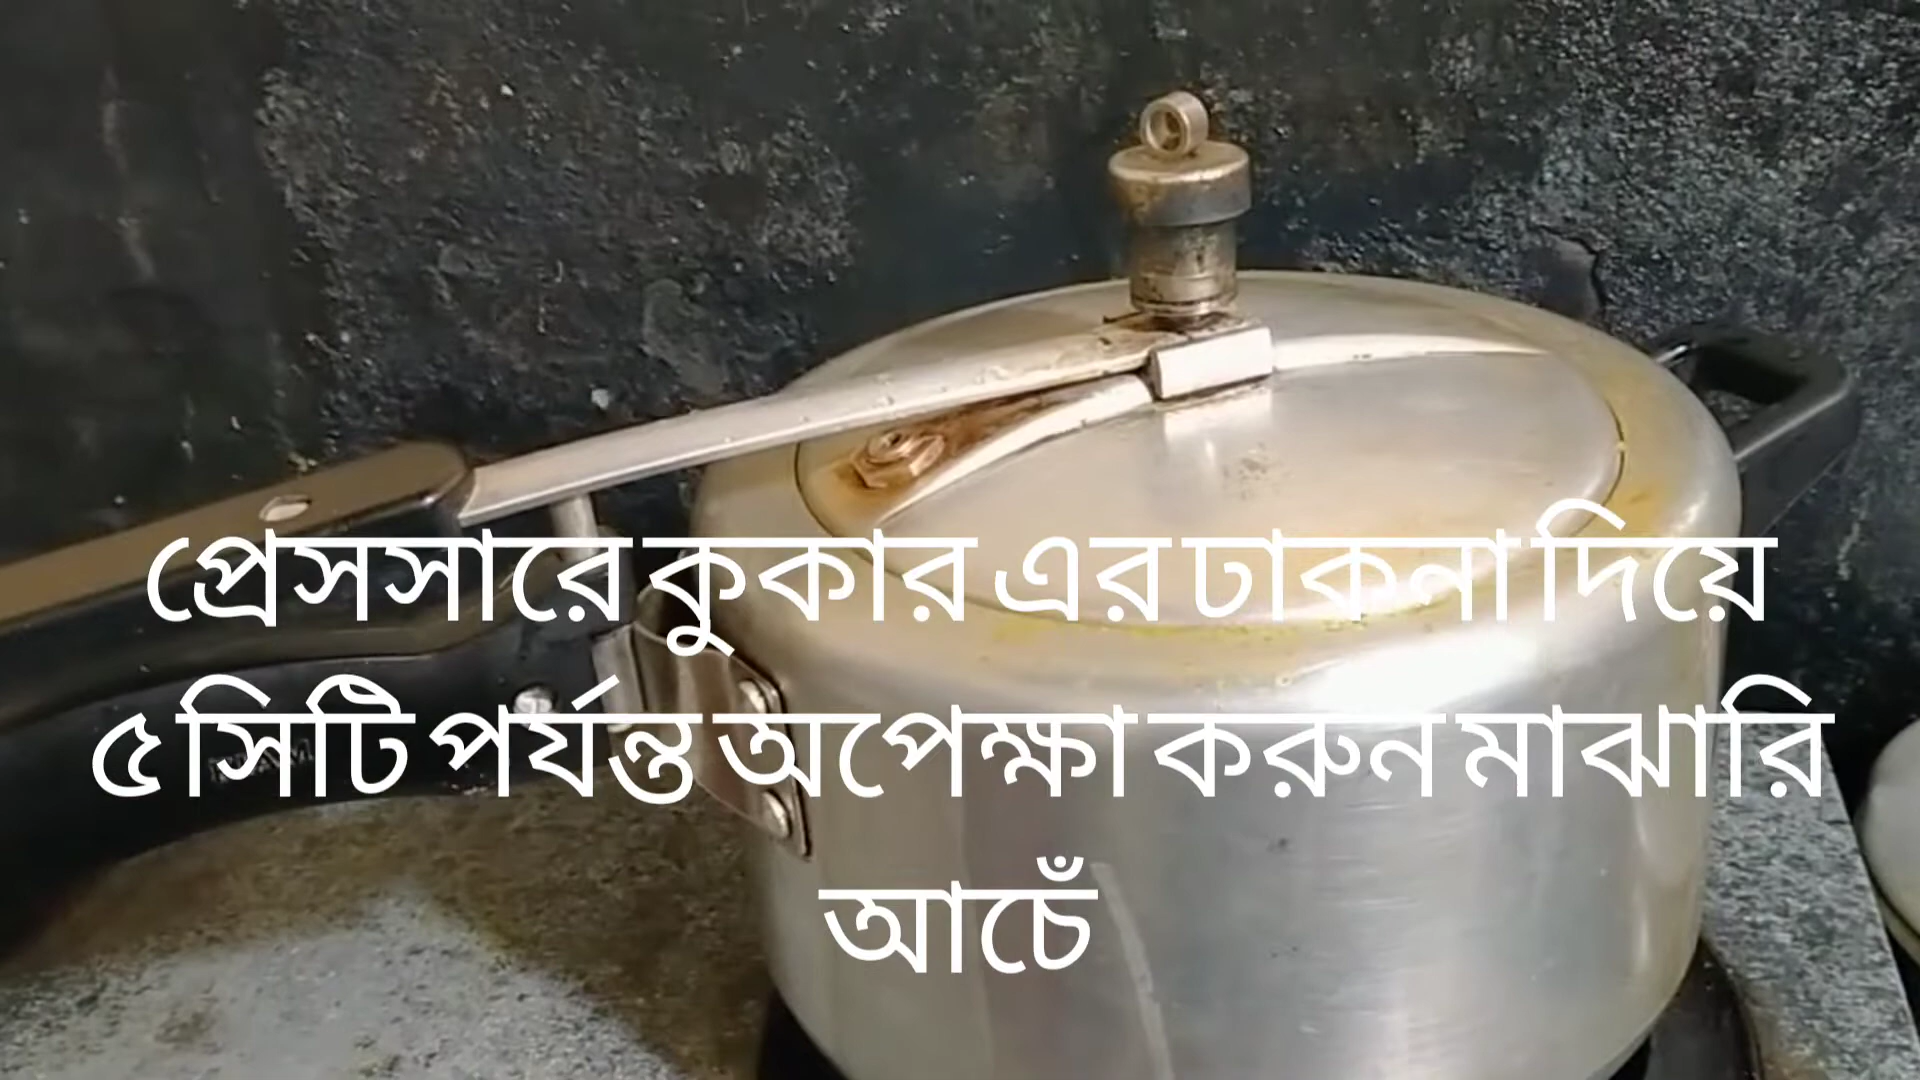 প্রেসসারে কুকার এর ঢাকনা দিয়ে
৫ সিটি পর্যন্ত অপেক্ষা করুন মাঝারি
আচেঁ